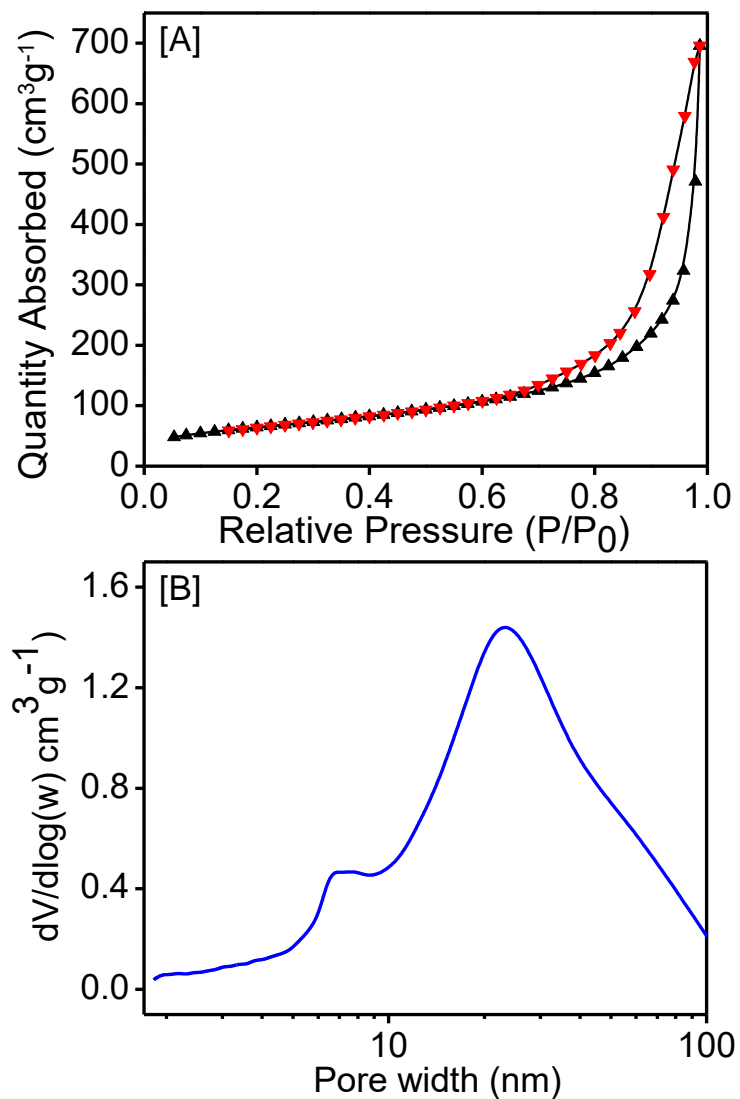 [A]
Quantity Absorbed (cm³g⁻¹)
700
600
500
400
300
200
100
0
0.0 0.2 0.4 0.6 0.8 1.0
Relative Pressure (P/P₀)
[B]
dV/dlog(w) cm³g⁻¹
1.6
1.2
0.8
0.4
0.0
10 100
Pore width (nm)